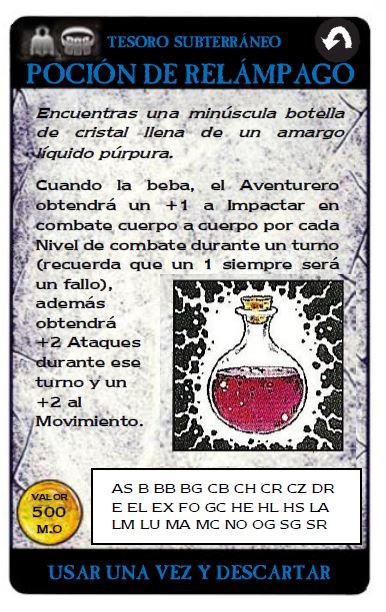 TESORO SUBTERRÁNEO
POCIÓN DE RELÁMPAGO
Encuentras una minúscula botella
de cristal llena de un amargo
líquido púrpura.
Cuando la beba, el Aventurero
obtendrá un +1 a Impactar en
combate cuerpo a cuerpo por cada
Nivel de combate durante un turno
(recuerda que un 1 siempre será
un fallo),
además
obtendrá
+2 Ataques
durante ese
turno y un
+2 al
Movimiento.
VALOR
500
M.O
AS B BB BG CB CH CR CZ DR
E EL EX FO GC HE HL HS LA
LM LU MA MC NO OG SG SR
USAR UNA VEZ Y DESCARTAR